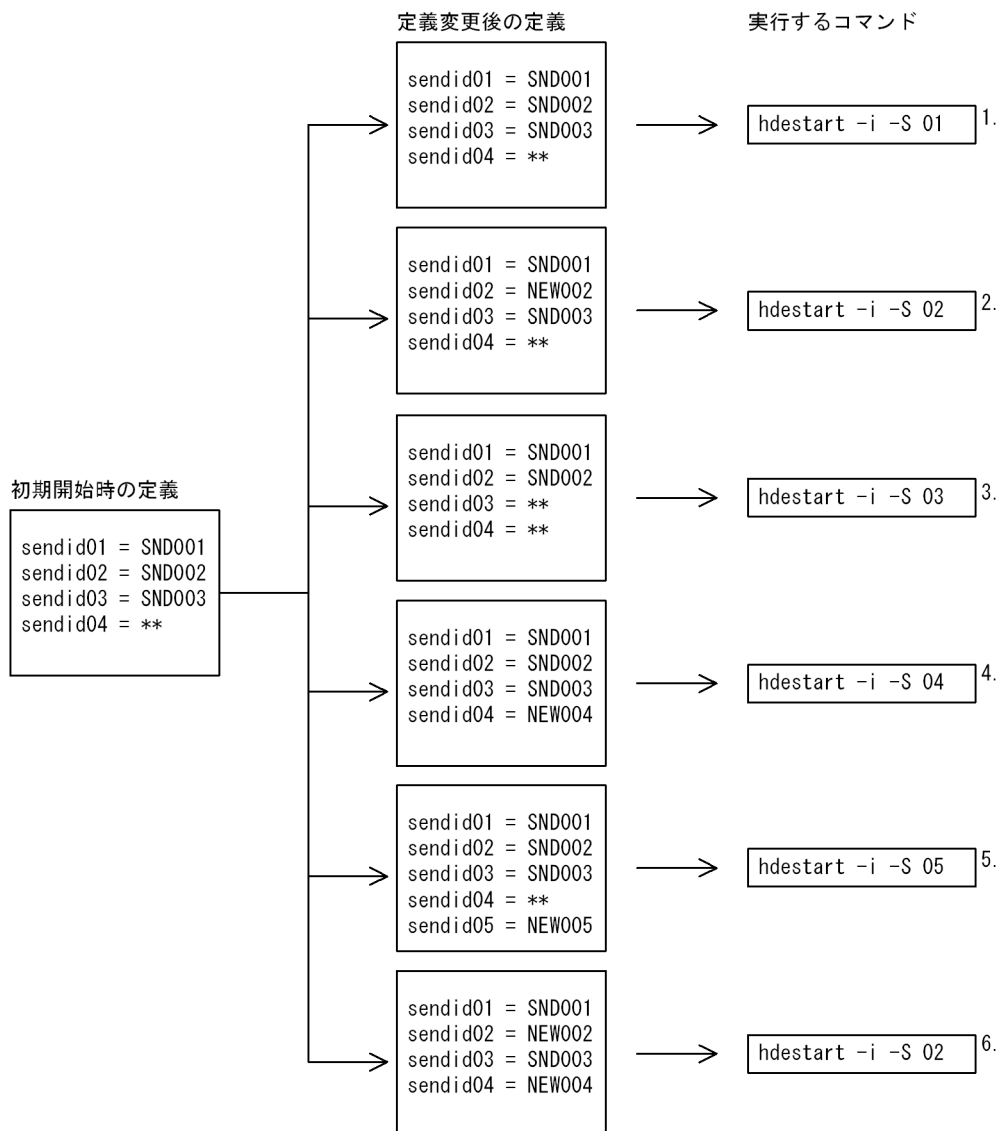 定義変更後の定義
実行するコマンド
sendid01 = SND001
sendid02 = SND002
sendid03 = SND003
sendid04 = **
hdestart -i -S 01
1.
sendid01 = SND001
sendid02 = NEW002
sendid03 = SND003
sendid04 = **
hdestart -i -S 02
2.
sendid01 = SND001
sendid02 = SND002
sendid03 = **
sendid04 = **
hdestart -i -S 03
3.
初期開始時の定義
sendid01 = SND001
sendid02 = SND002
sendid03 = SND003
sendid04 = **
sendid01 = SND001
sendid02 = SND002
sendid03 = SND003
sendid04 = NEW004
hdestart -i -S 04
4.
sendid01 = SND001
sendid02 = SND002
sendid03 = SND003
sendid04 = **
sendid05 = NEW005
hdestart -i -S 05
5.
sendid01 = SND001
sendid02 = NEW002
sendid03 = SND003
sendid04 = NEW004
hdestart -i -S 02
6.